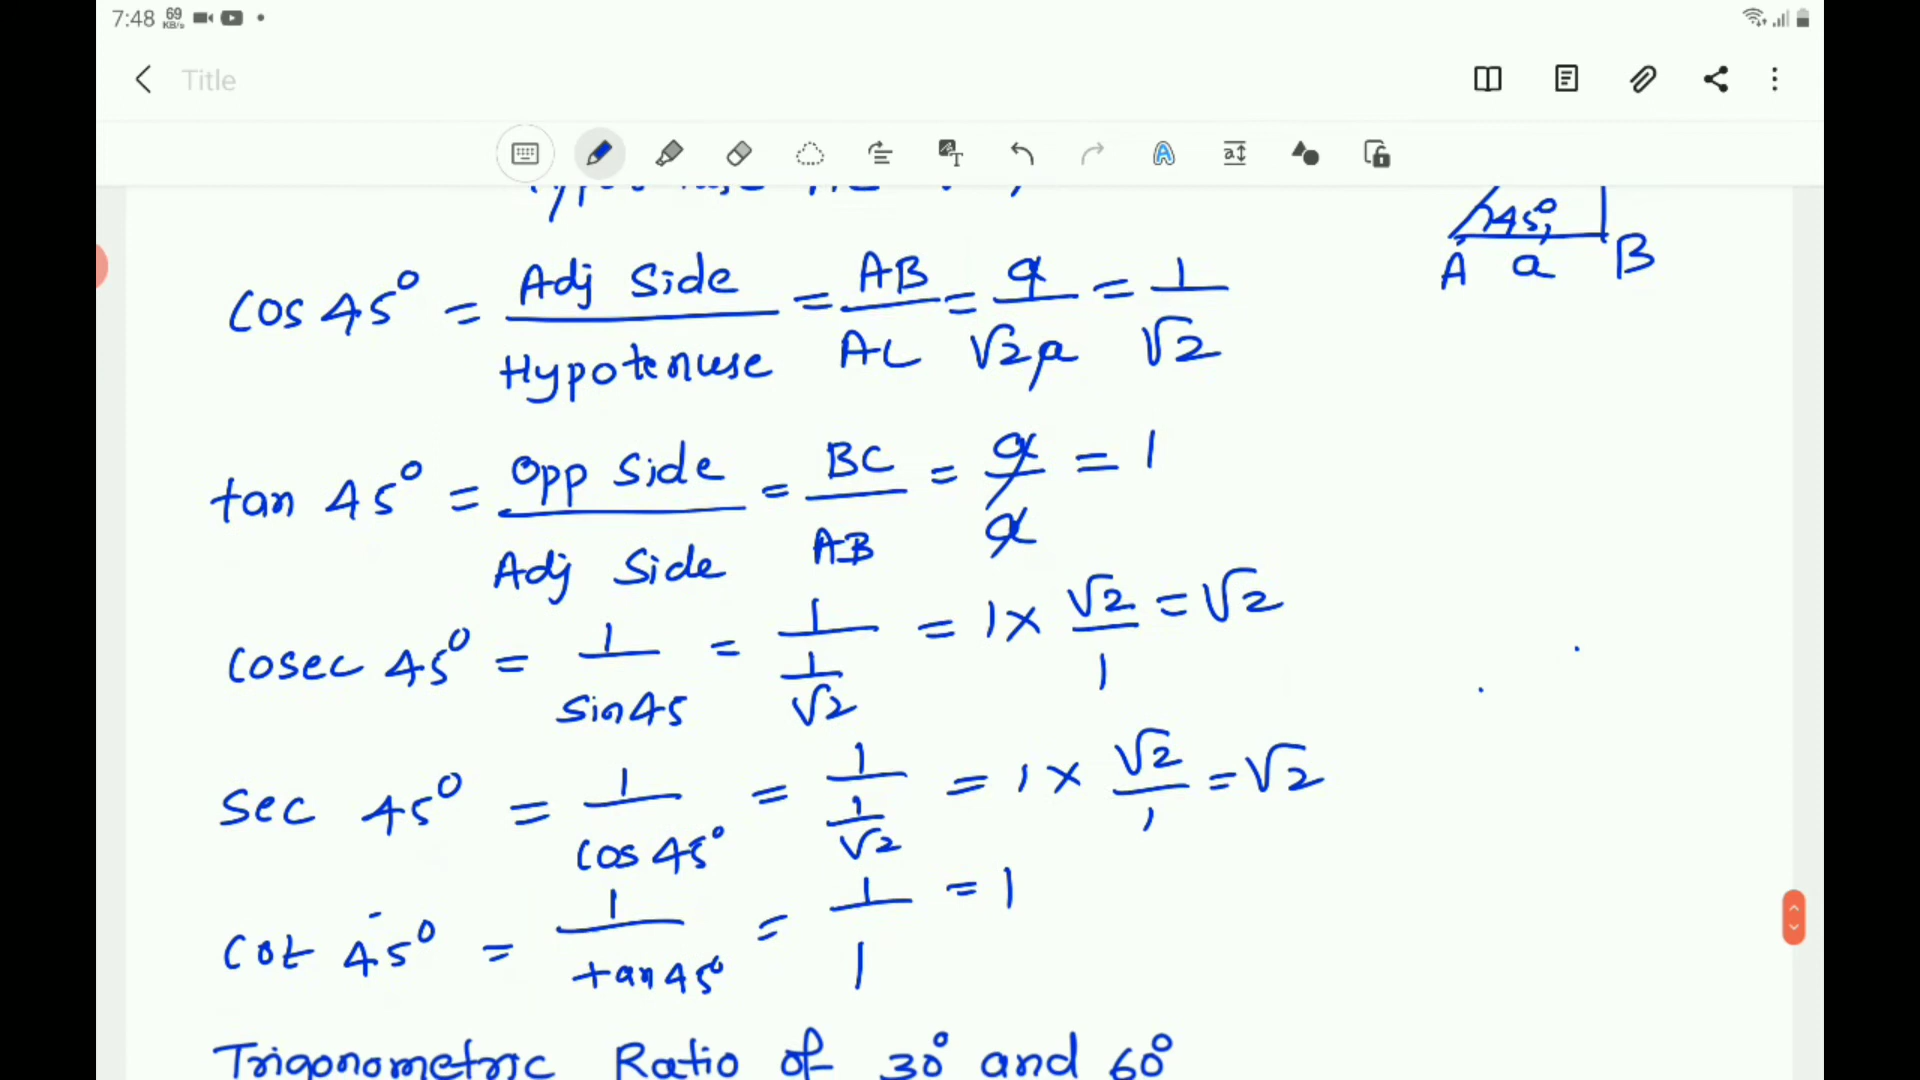 7:48 69 KB/s
Title
45°
A a B
Cos 45° = Adj Side / Hypotenuse = AB / AC = a / √2a = 1 / √2
tan 45° = Opp Side / Adj Side = BC / AB = a / a = 1
Cosec 45° = 1 / sin45 = 1 / 1/√2 = 1 × √2 / 1 = √2
Sec 45° = 1 / Cos 45° = 1 / 1/√2 = 1 × √2 / 1 = √2
Cot 45° = 1 / tan 45° = 1 / 1 = 1
Trigonometric Ratio of 30° and 60°